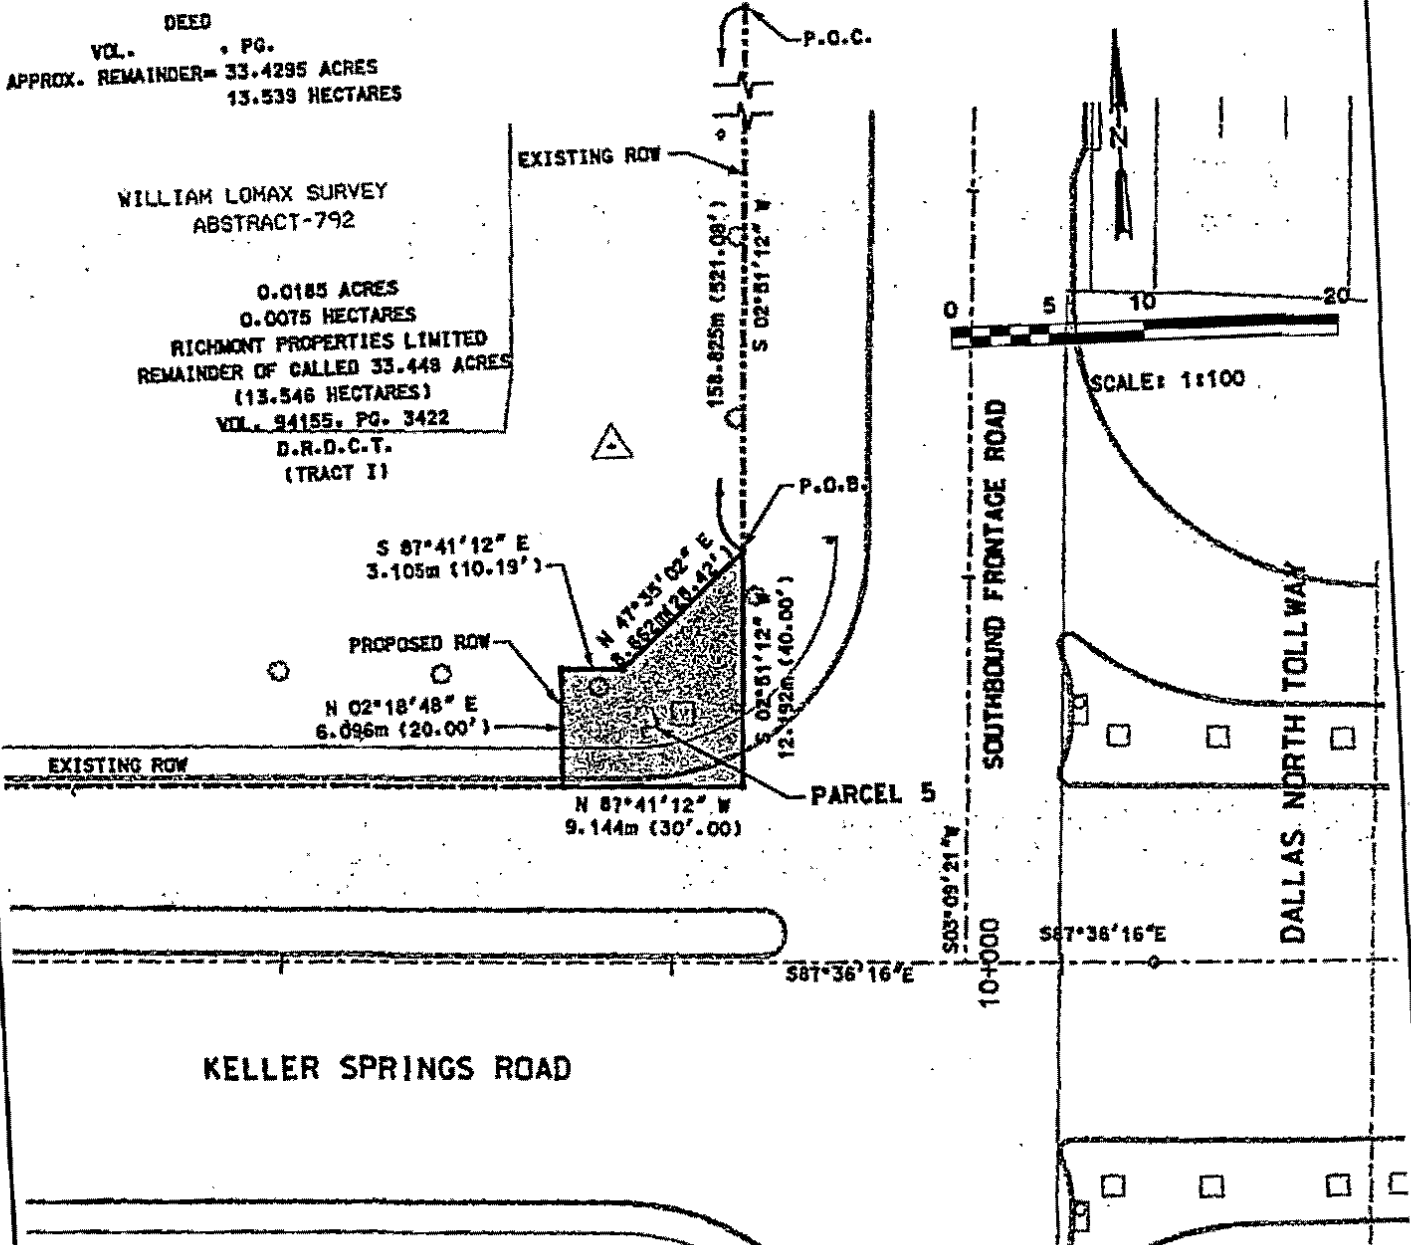 DEED
VOL. , PG.
APPROX. REMAINDER= 33.4295 ACRES
13.539 HECTARES
P.O.C.
EXISTING ROW
WILLIAM LOMAX SURVEY
ABSTRACT-792
0.0185 ACRES
0.0075 HECTARES
RICHMONT PROPERTIES LIMITED
REMAINDER OF CALLED 33.449 ACRES
(13.546 HECTARES)
VOL. 94155, PG. 3422
D.R.D.C.T.
(TRACT I)
158.825m (521.08')
S 02°51'12" W
N
0 5 10 20
SCALE: 1:100
P.O.B.
S 87°41'12" E
3.105m (10.19')
N 47°35'02" E
8.662m (28.42')
PROPOSED ROW
N 02°18'48" E
6.096m (20.00')
S 02°51'12" W
12.192m (40.00')
EXISTING ROW
PARCEL 5
N 87°41'12" W
9.144m (30'.00)
SOUTHBOUND FRONTAGE ROAD
DALLAS NORTH TOLLWAY
S03°09'21"W
10+000
S87°36'16"E
S87°36'16"E
KELLER SPRINGS ROAD